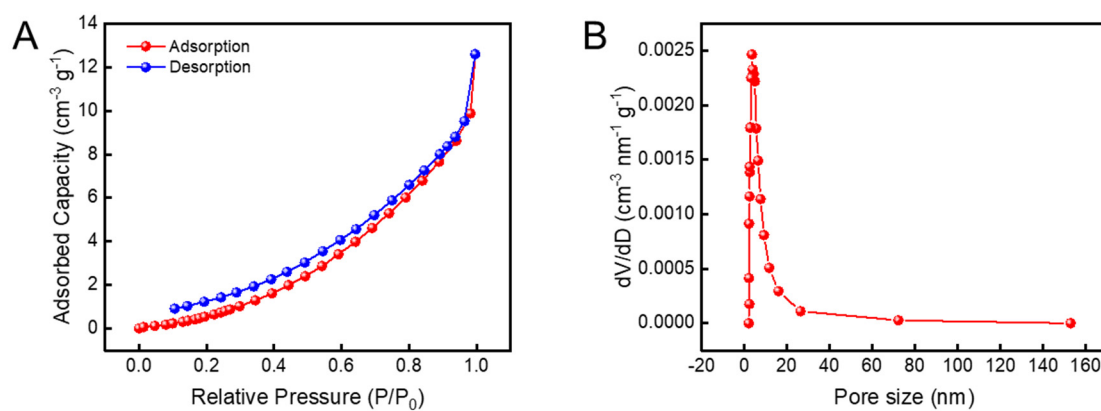 A
Adsorption
Desorption
Adsorbed Capacity (cm⁻³ g⁻¹)
14
12
10
8
6
4
2
0
0.0 0.2 0.4 0.6 0.8 1.0
Relative Pressure (P/P₀)
B
dV/dD (cm⁻³ nm⁻¹ g⁻¹)
0.0025
0.0020
0.0015
0.0010
0.0005
0.0000
-20 0 20 40 60 80 100 120 140 160
Pore size (nm)